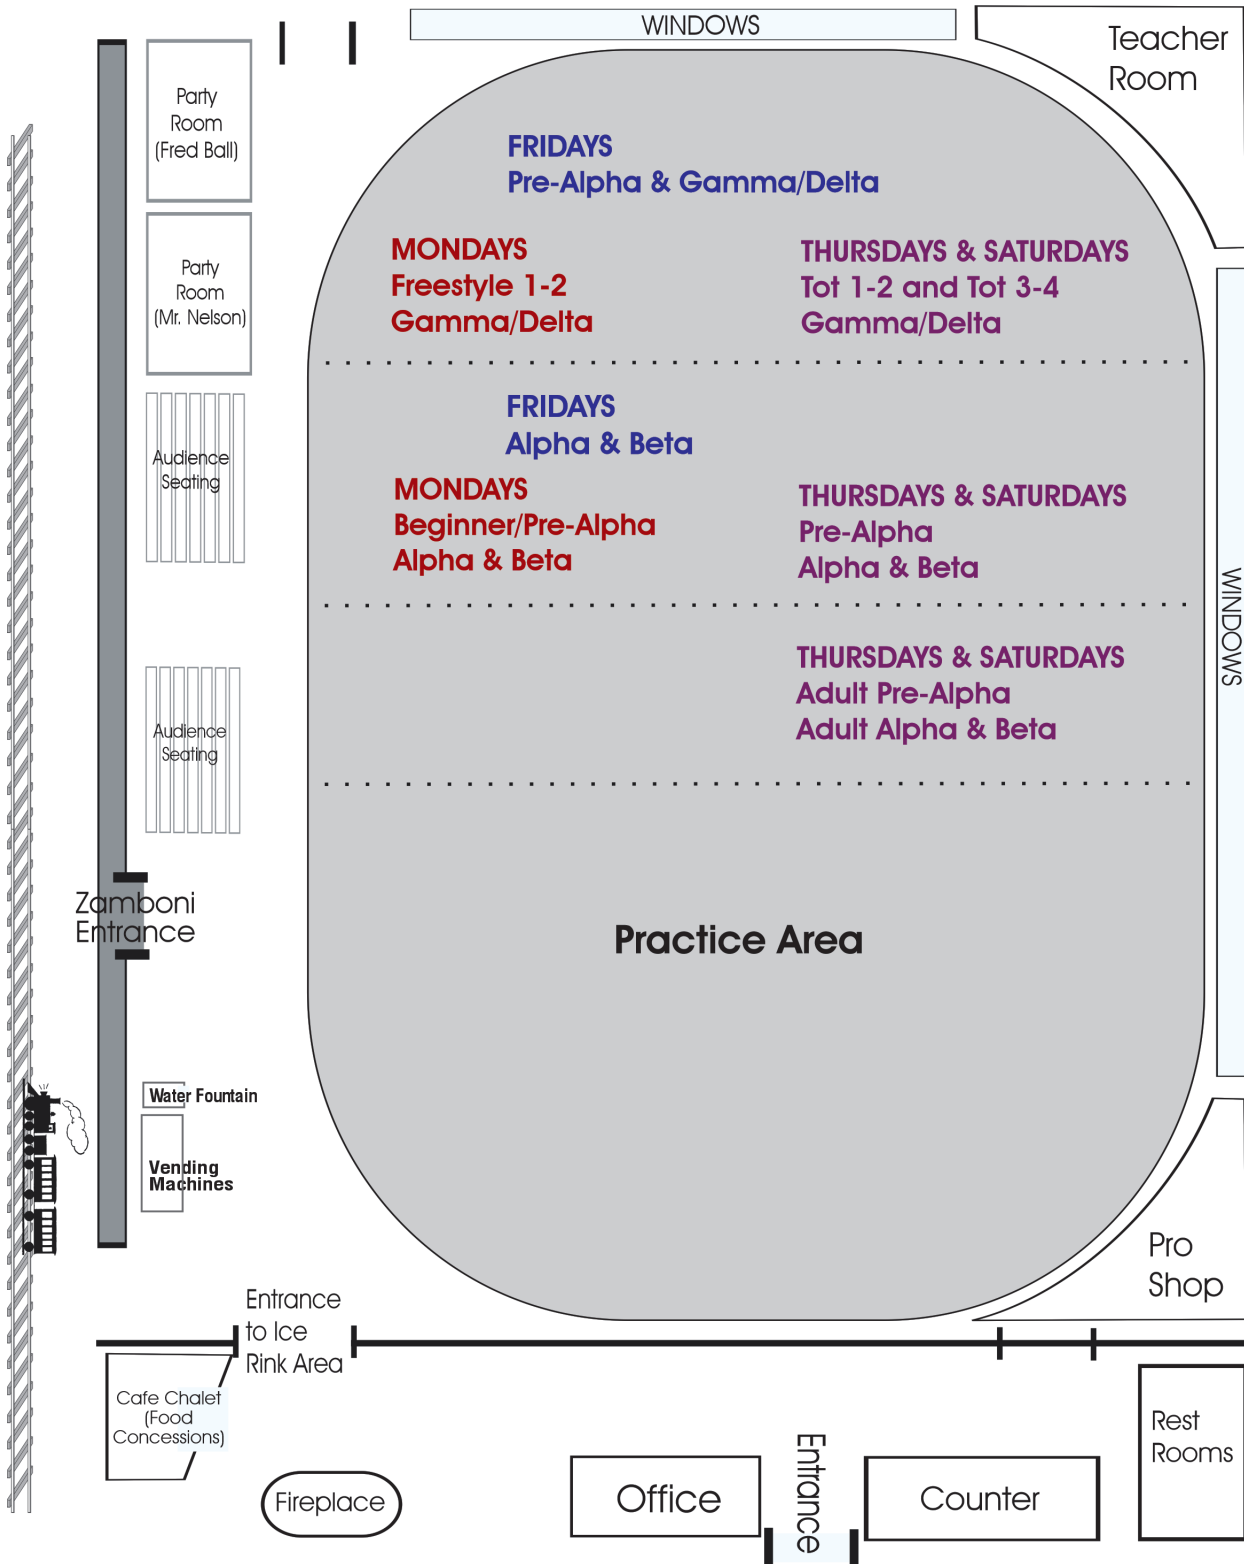 WINDOWS
Teacher
Room
Party
Room
(Fred Ball)
FRIDAYS
Pre-Alpha & Gamma/Delta
MONDAYS
Freestyle 1-2
Gamma/Delta
THURSDAYS & SATURDAYS
Tot 1-2 and Tot 3-4
Gamma/Delta
Party
Room
(Mr. Nelson)
FRIDAYS
Alpha & Beta
Audience
Seating
MONDAYS
Beginner/Pre-Alpha
Alpha & Beta
THURSDAYS & SATURDAYS
Pre-Alpha
Alpha & Beta
WINDOWS
THURSDAYS & SATURDAYS
Adult Pre-Alpha
Adult Alpha & Beta
Audience
Seating
Zamboni
Entrance
Practice Area
Water Fountain
Vending
Machines
Pro
Shop
Entrance
to Ice
Rink Area
Cafe Chalet
(Food
Concessions)
Fireplace
Office
Entrance
Counter
Rest
Rooms